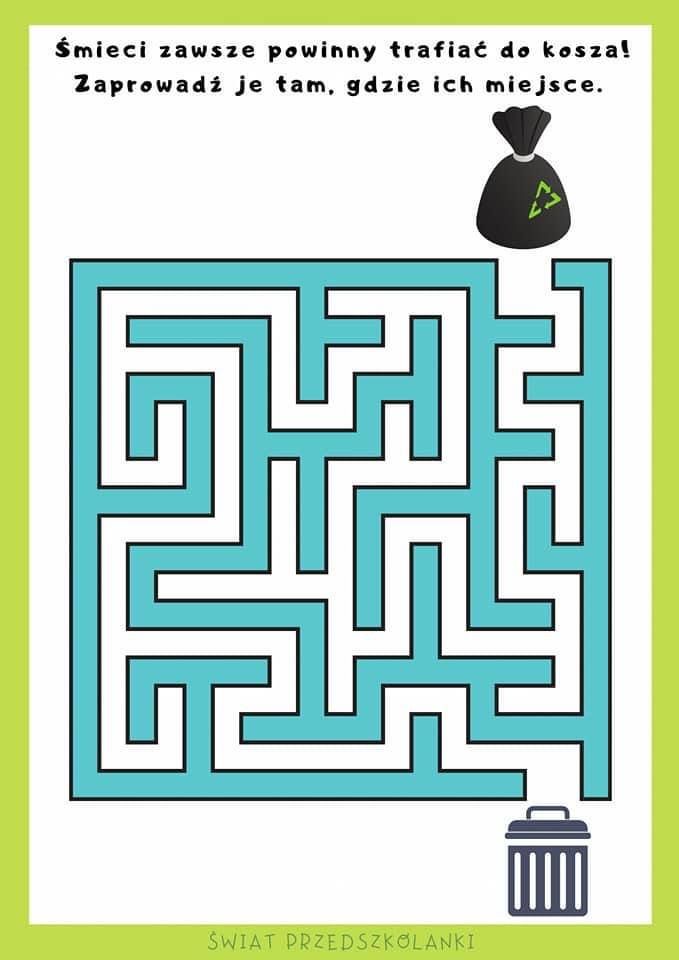 Śmieci zawsze powinny trafiać do kosza!
Zaprowadź je tam, gdzie ich miejsce.
ŚWIAT PRZEDSZKOLANKI